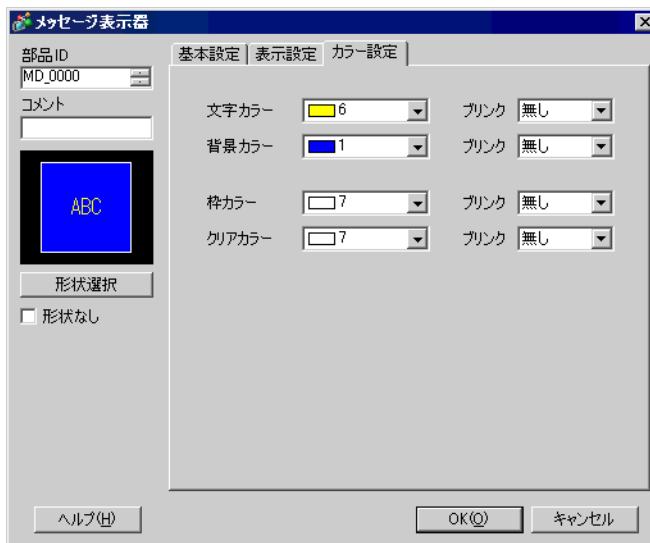 メッセージ表示器
部品ID
MD_0000
コメント
ABC
形状選択
形状なし
基本設定 表示設定 カラー設定
文字カラー 6 ブリンク 無し
背景カラー 1 ブリンク 無し
枠カラー 7 ブリンク 無し
クリアカラー 7 ブリンク 無し
ヘルプ(H) OK(O) キャンセル